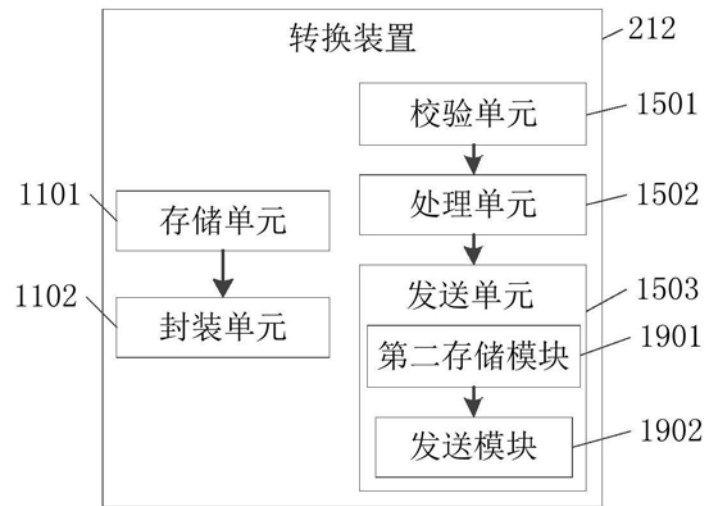 转换装置
212
校验单元
1501
1101
存储单元
处理单元
1502
1102
封装单元
发送单元
1503
第二存储模块
1901
发送模块
1902